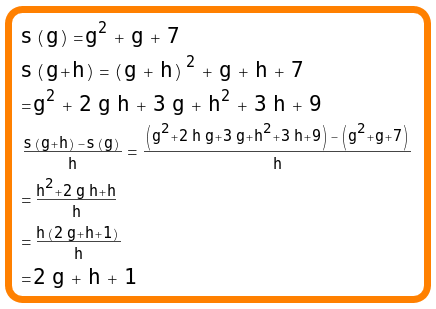 s(g)=g² + g + 7
s(g+h)=(g + h)² + g + h + 7
=g² + 2 g h + 3 g + h² + 3 h + 9
s(g+h)−s(g)/h = (g²+2 h g+3 g+h²+3 h+9)−(g²+g+7)/h
= h²+2 g h+h/h
= h(2 g+h+1)/h
=2 g + h + 1